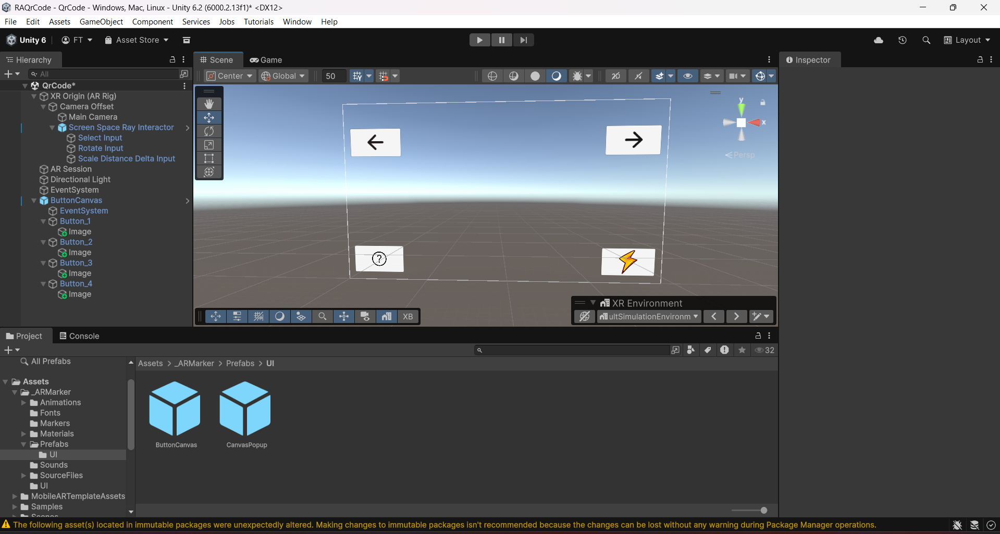 RAQrCode - QrCode - Windows, Mac, Linux - Unity 6.2 (6000.2.13f1)* <DX12>
File Edit Assets GameObject Component Services Jobs Tutorials Window Help
Unity 6 FT Asset Store Layout
Hierarchy
All
QrCode*
XR Origin (AR Rig)
Camera Offset
Main Camera
Screen Space Ray Interactor
Select Input
Rotate Input
Scale Distance Delta Input
AR Session
Directional Light
EventSystem
ButtonCanvas
EventSystem
Button_1
Image
Button_2
Image
Button_3
Image
Button_4
Image
Scene Game
Center Global 50 2D
y
x
Persp
?
XB
XR Environment
ultSimulationEnvironm
Inspector
Project Console
32
All Prefabs
Assets
_ARMarker
Animations
Fonts
Markers
Materials
Prefabs
UI
Sounds
SourceFiles
UI
MobileARTemplateAssets
Samples
Scenes
Assets > _ARMarker > Prefabs > UI
ButtonCanvas CanvasPopup
The following asset(s) located in immutable packages were unexpectedly altered. Making changes to immutable packages isn't recommended because the changes can be lost without any warning during Package Manager operations.